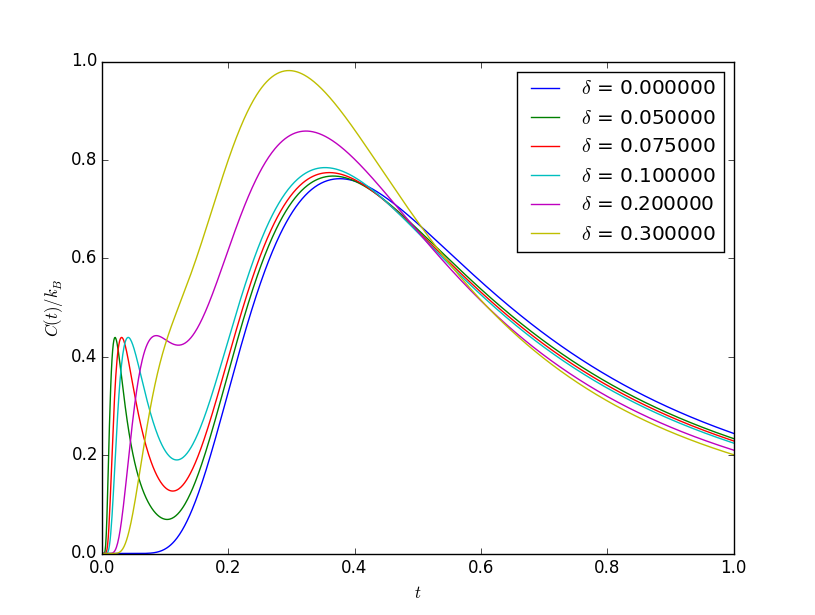 1.0
0.8
0.6
0.4
0.2
0.0
C(t)/k_B
0.0 0.2 0.4 0.6 0.8 1.0
t
δ = 0.000000
δ = 0.050000
δ = 0.075000
δ = 0.100000
δ = 0.200000
δ = 0.300000